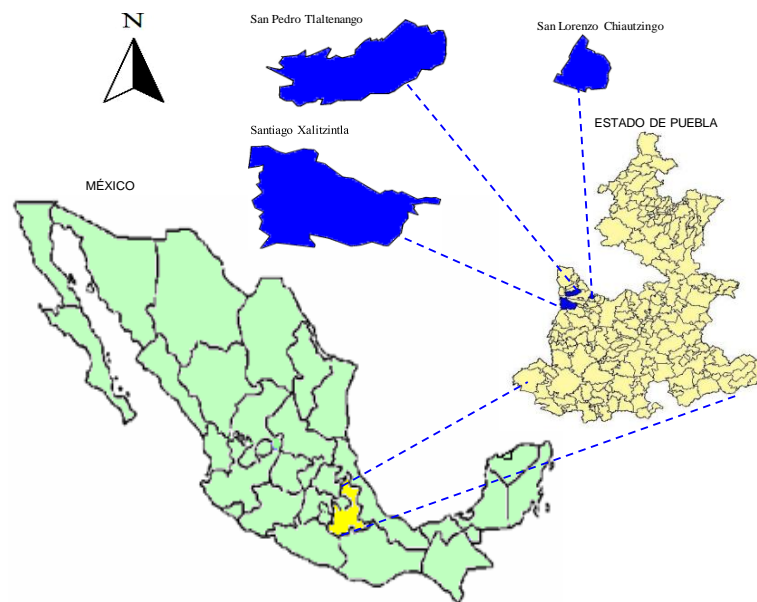 N
San Pedro Tlaltenango
San Lorenzo Chiautzingo
ESTADO DE PUEBLA
Santiago Xalitzintla
MÉXICO